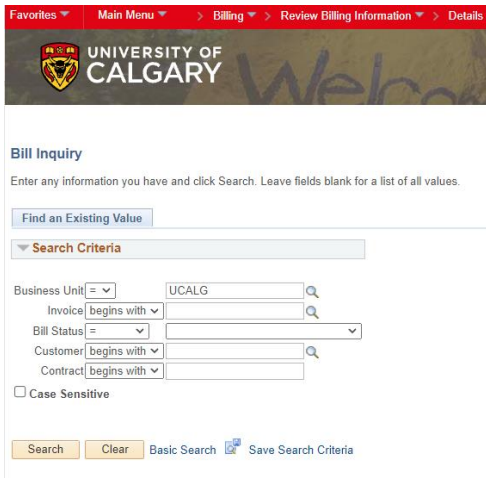 Favorites Main Menu > Billing > Review Billing Information > Details
UNIVERSITY OF
CALGARY
Welco
Bill Inquiry
Enter any information you have and click Search. Leave fields blank for a list of all values.
Find an Existing Value
Search Criteria
Business Unit = UCALG
Invoice begins with
Bill Status =
Customer begins with
Contract begins with
Case Sensitive
Search Clear Basic Search Save Search Criteria